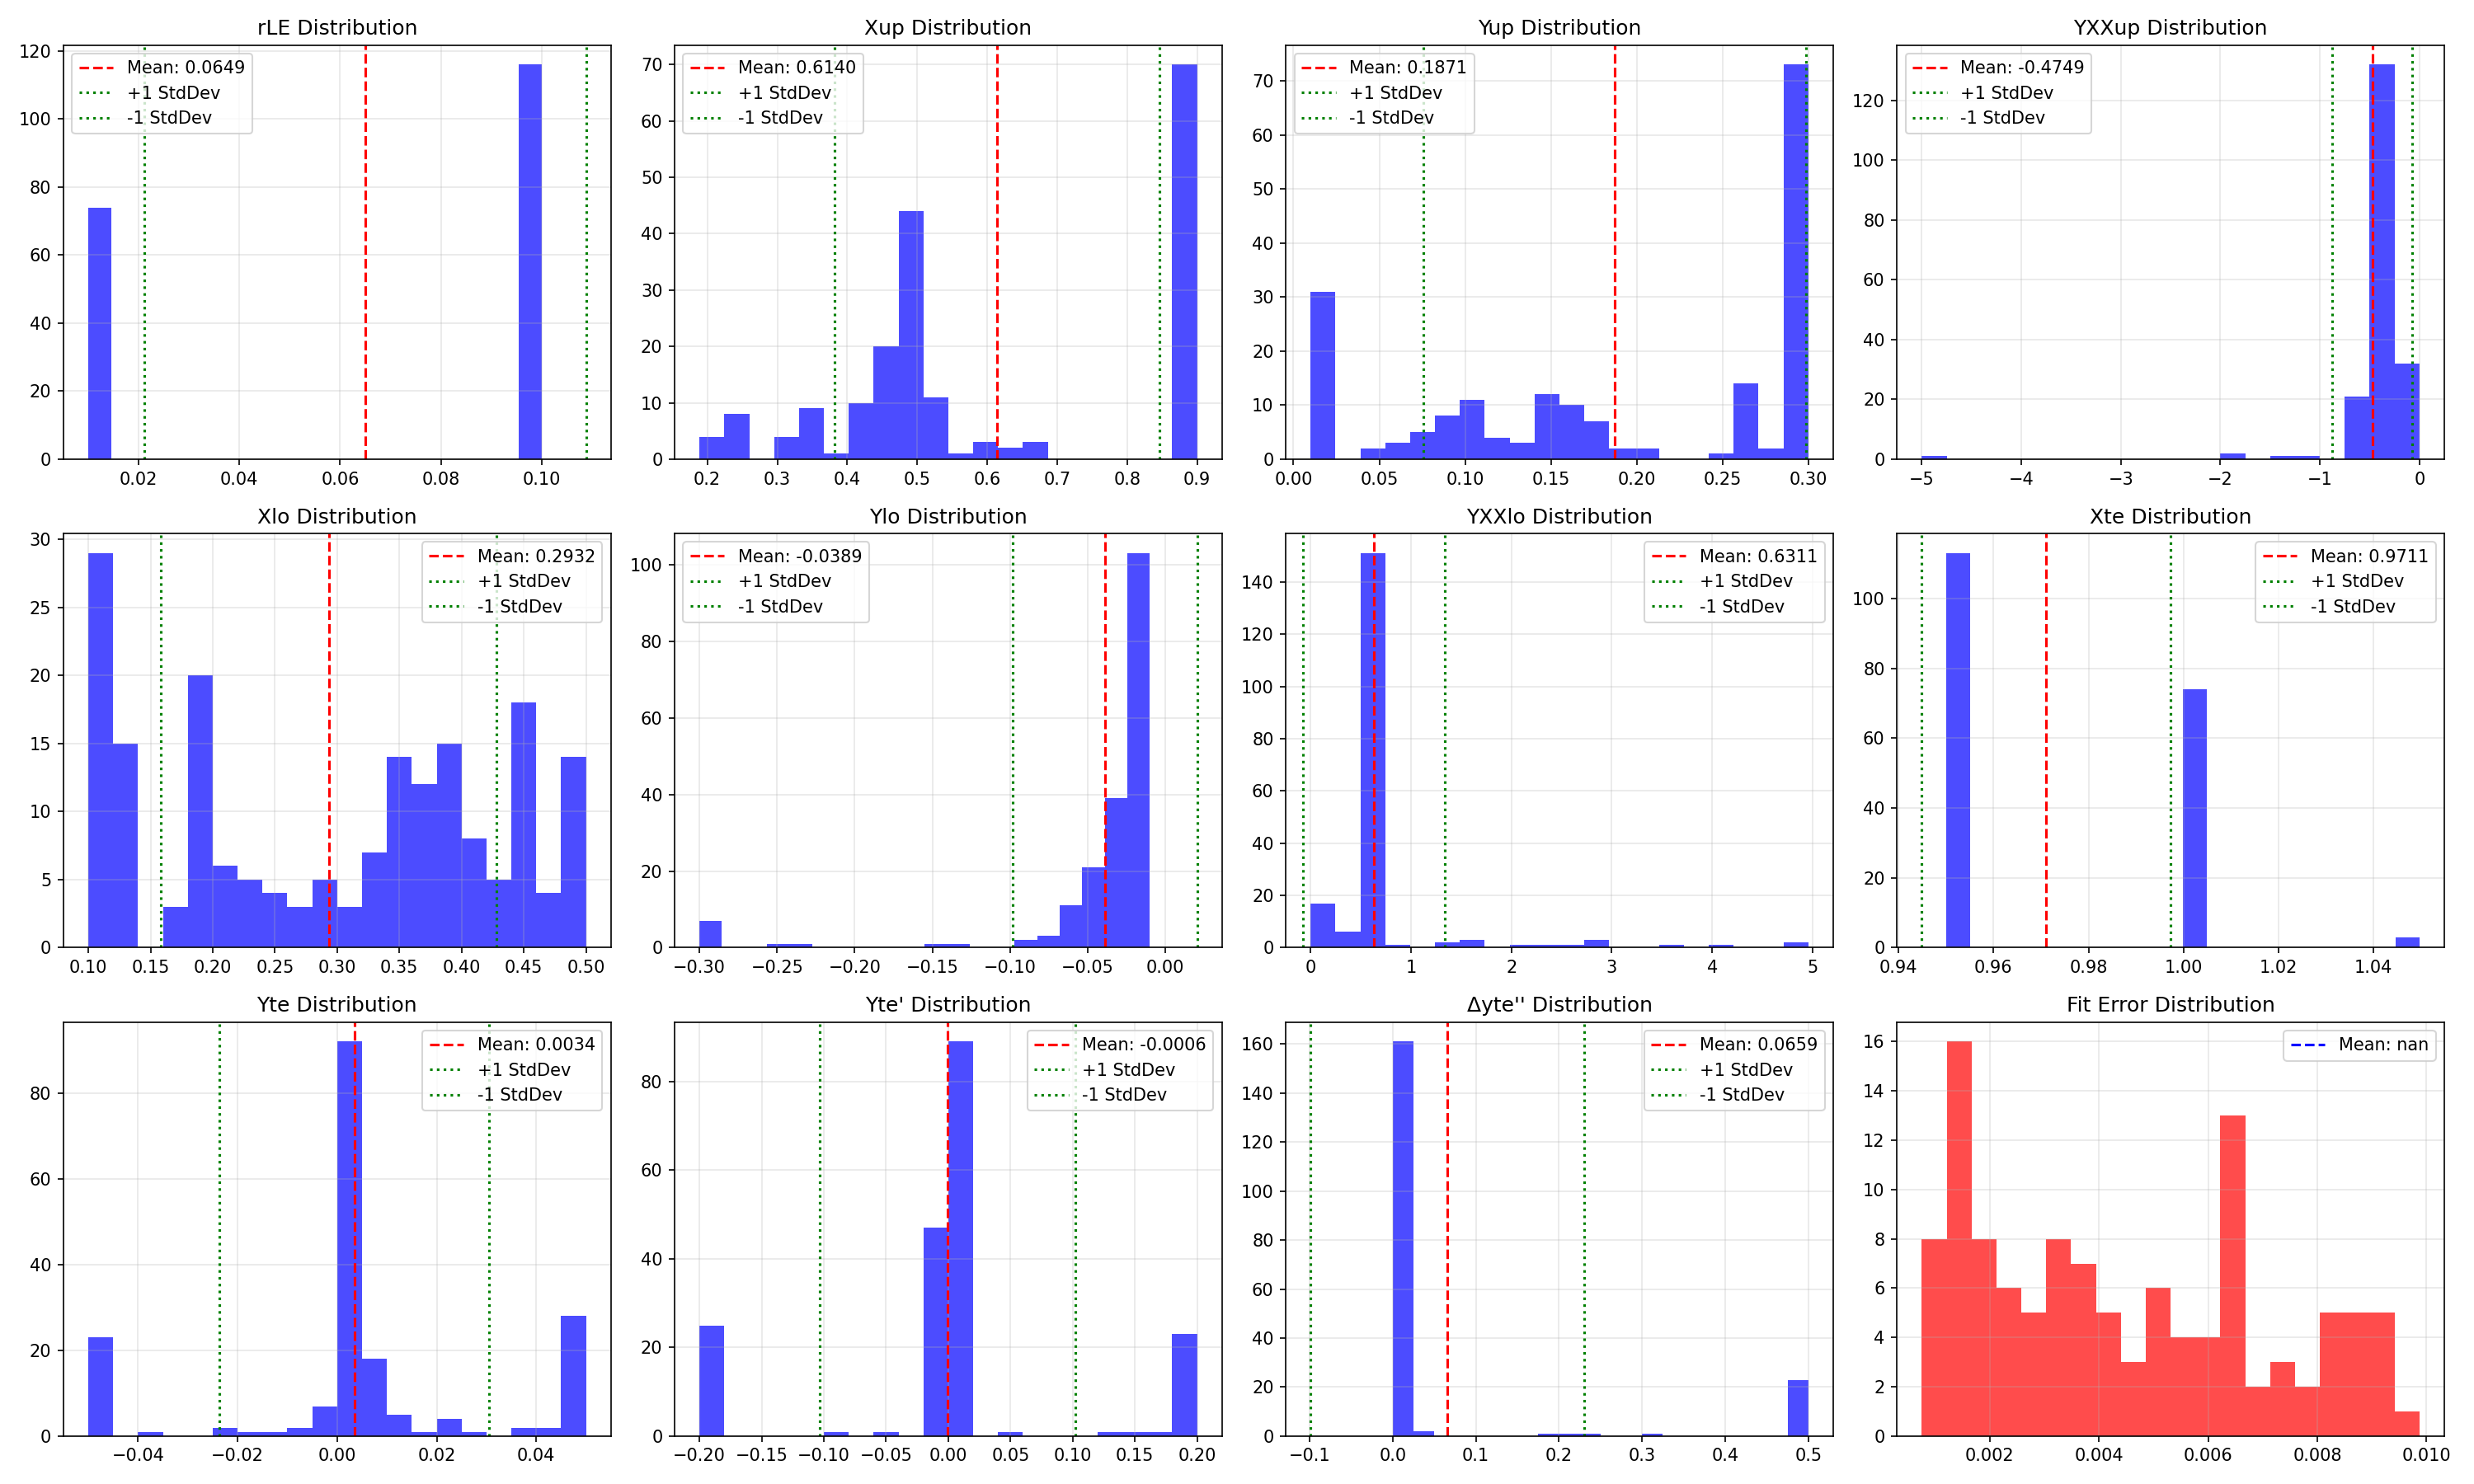 rLE Distribution
120
100
80
60
40
20
0
0.02 0.04 0.06 0.08 0.10
Mean: 0.0649
+1 StdDev
-1 StdDev
Xup Distribution
70
60
50
40
30
20
10
0
0.2 0.3 0.4 0.5 0.6 0.7 0.8 0.9
Mean: 0.6140
+1 StdDev
-1 StdDev
Yup Distribution
70
60
50
40
30
20
10
0
0.00 0.05 0.10 0.15 0.20 0.25 0.30
Mean: 0.1871
+1 StdDev
-1 StdDev
YXXup Distribution
120
100
80
60
40
20
0
−5 −4 −3 −2 −1 0
Mean: -0.4749
+1 StdDev
-1 StdDev
Xlo Distribution
30
25
20
15
10
5
0
0.10 0.15 0.20 0.25 0.30 0.35 0.40 0.45 0.50
Mean: 0.2932
+1 StdDev
-1 StdDev
Ylo Distribution
100
80
60
40
20
0
−0.30 −0.25 −0.20 −0.15 −0.10 −0.05 0.00
Mean: -0.0389
+1 StdDev
-1 StdDev
YXXlo Distribution
140
120
100
80
60
40
20
0
0 1 2 3 4 5
Mean: 0.6311
+1 StdDev
-1 StdDev
Xte Distribution
100
80
60
40
20
0
0.94 0.96 0.98 1.00 1.02 1.04
Mean: 0.9711
+1 StdDev
-1 StdDev
Yte Distribution
80
60
40
20
0
−0.04 −0.02 0.00 0.02 0.04
Mean: 0.0034
+1 StdDev
-1 StdDev
Yte' Distribution
80
60
40
20
0
−0.20 −0.15 −0.10 −0.05 0.00 0.05 0.10 0.15 0.20
Mean: -0.0006
+1 StdDev
-1 StdDev
Δyte'' Distribution
160
140
120
100
80
60
40
20
0
−0.1 0.0 0.1 0.2 0.3 0.4 0.5
Mean: 0.0659
+1 StdDev
-1 StdDev
Fit Error Distribution
16
14
12
10
8
6
4
2
0
0.002 0.004 0.006 0.008 0.010
Mean: nan